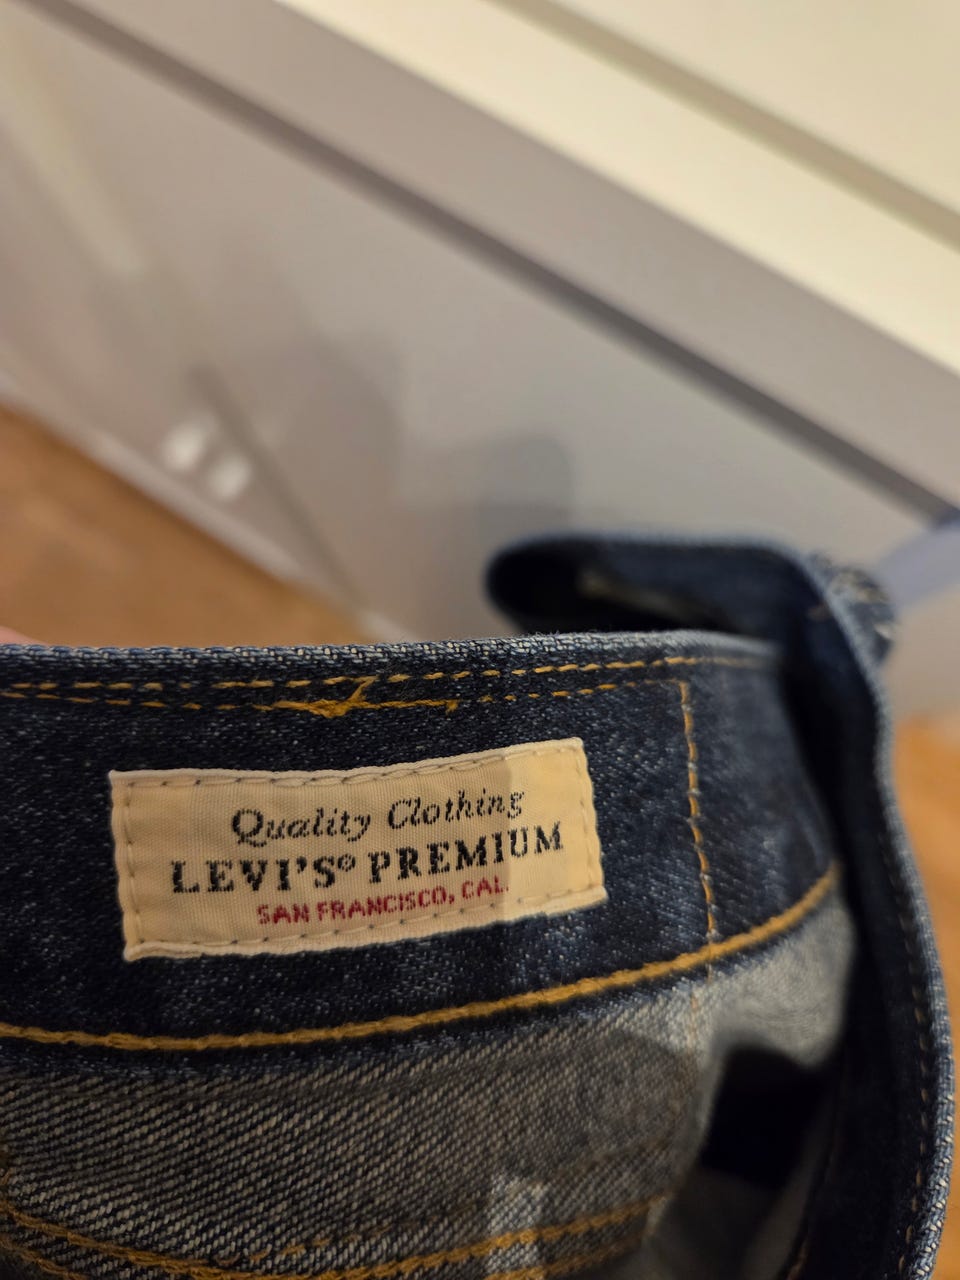 Quality Clothing
LEVI'S® PREMIUM
SAN FRANCISCO, CAL.